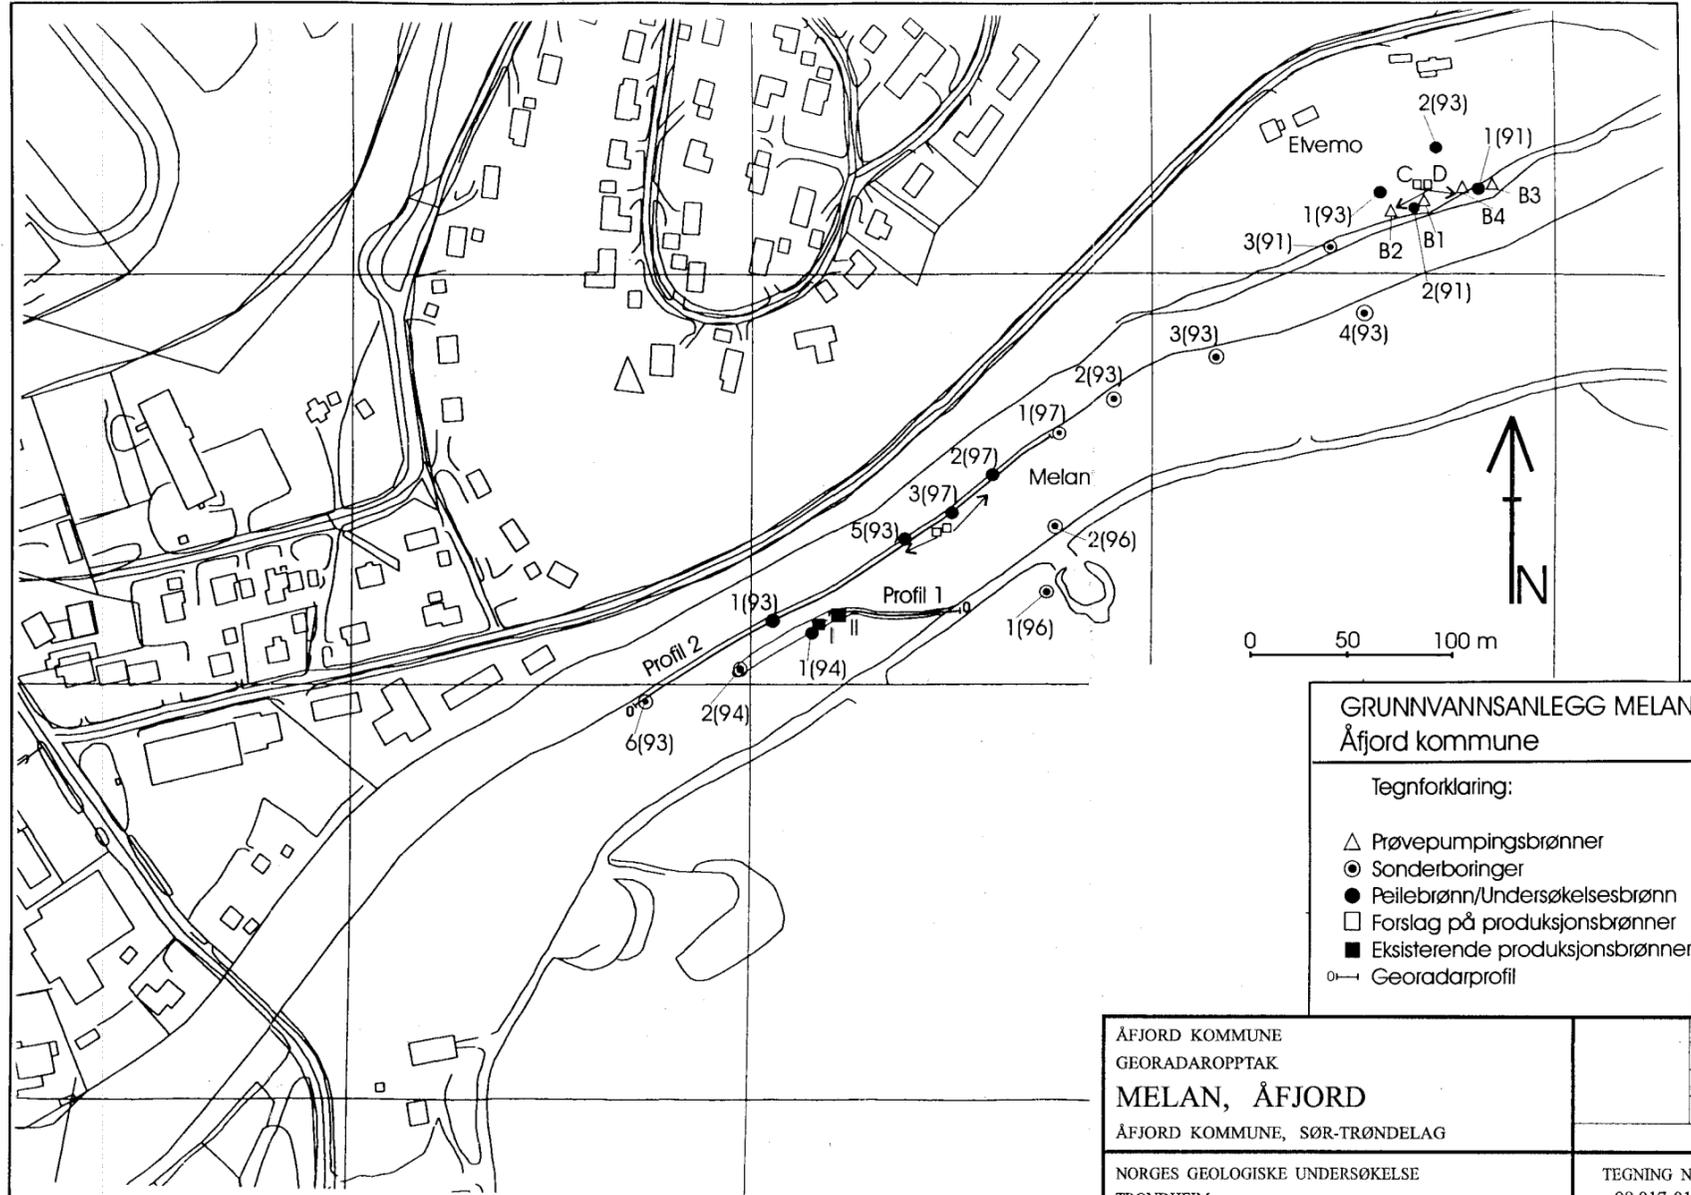 2(93)
1(91)
Elvemo
C D
B3
1(93)
B4
B1
B2
3(91)
2(91)
4(93)
3(93)
2(93)
1(97)
2(97)
Melan
3(97)
5(93)
2(96)
Profil 1
0
1(93)
II
I
1(96)
N
1(94)
Profil 2
0 50 100 m
2(94)
0
6(93)
GRUNNVANNSANLEGG MELAN
Åfjord kommune
Tegnforklaring:
Prøvepumpingsbrønner
Sonderboringer
Peilebrønn/Undersøkelsesbrønn
Forslag på produksjonsbrønner
Eksisterende produksjonsbrønner
0 Georadarprofil
ÅFJORD KOMMUNE
GEORADAROPPTAK
MELAN, ÅFJORD
ÅFJORD KOMMUNE, SØR-TRØNDELAG
NORGES GEOLOGISKE UNDERSØKELSE
TEGNING N